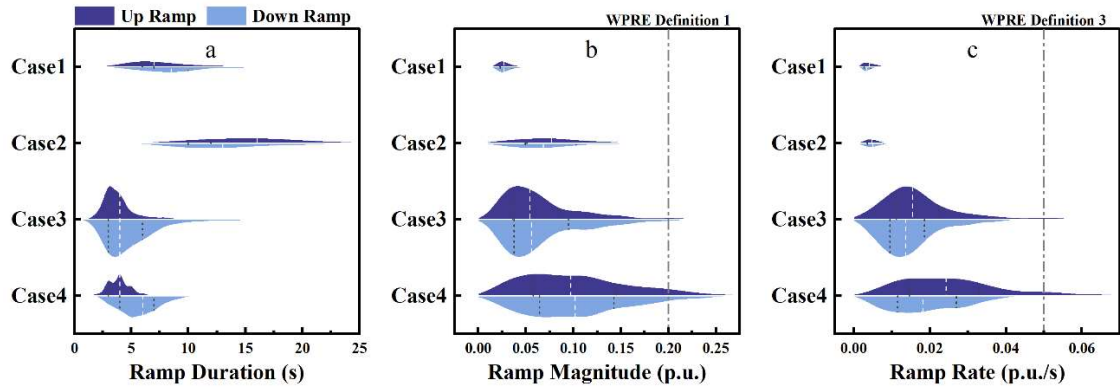 Up Ramp Down Ramp
WPRE Definition 1
WPRE Definition 3
a
b
c
Case1
Case2
Case3
Case4
Case1
Case2
Case3
Case4
Case1
Case2
Case3
Case4
0 5 10 15 20 25
0.00 0.05 0.10 0.15 0.20 0.25
0.00 0.02 0.04 0.06
Ramp Duration (s)
Ramp Magnitude (p.u.)
Ramp Rate (p.u./s)